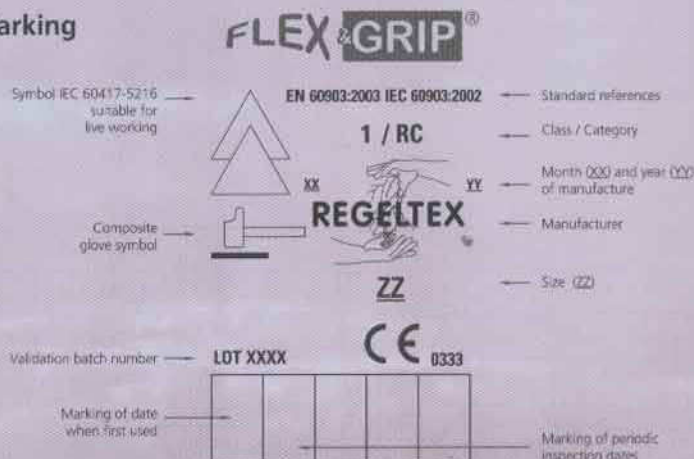 arking
FLEX & GRIP®
Symbol IEC 60417-5216
suitable for
live working
EN 60903:2003 IEC 60903:2002
Standard references
1 / RC
Class / Category
XX
YY
Month (XX) and year (YY)
of manufacture
Composite
glove symbol
REGELTEX
Manufacturer
ZZ
Size (ZZ)
Validation batch number
LOT XXXX
CE 0333
Marking of date
when first used
Marking of periodic
inspection dates